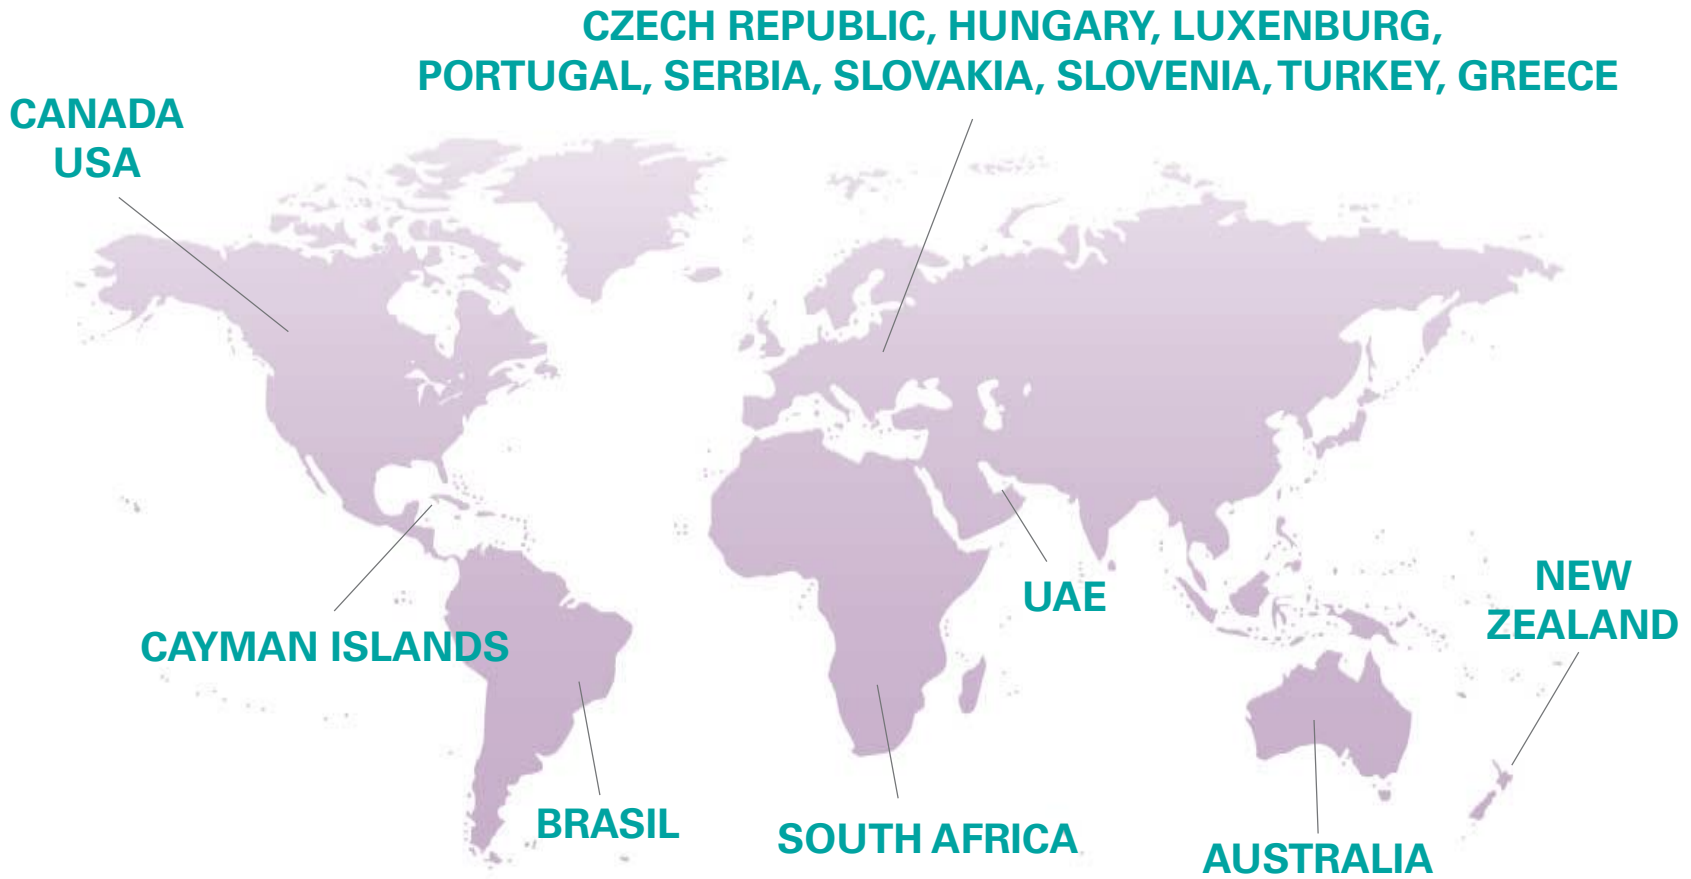 CZECH REPUBLIC, HUNGARY, LUXENBURG,
PORTUGAL, SERBIA, SLOVAKIA, SLOVENIA, TURKEY, GREECE
CANADA
USA
UAE
NEW
ZEALAND
CAYMAN ISLANDS
BRASIL
SOUTH AFRICA
AUSTRALIA